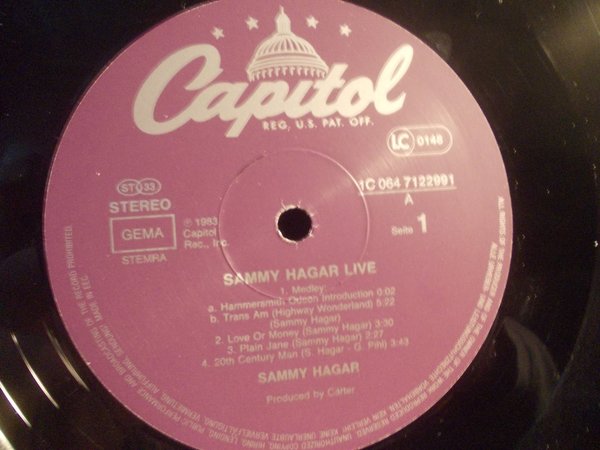 Capitol
REG. U.S. PAT. OFF.
LC 0148
1C 064 7122991
A
Seite 1
ST 33
STEREO
GEMA
STEMRA
℗ 1983
Capitol
Rec., Inc.
SAMMY HAGAR LIVE
1. Medley:
a. Hammersmith Odeon Introduction 0:02
b. Trans Am (Highway Wonderland) 5:22
(Sammy Hagar)
2. Love Or Money (Sammy Hagar) 3:30
3. Plain Jane (Sammy Hagar) 2:27
4. 20th Century Man (S. Hagar - G. Pihl) 3:43
SAMMY HAGAR
Produced by Carter